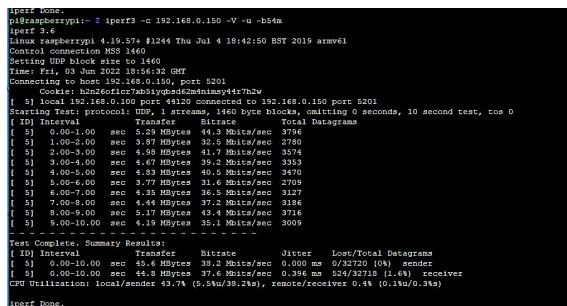 iperf Done.
pi@raspberrypi:~ $ iperf3 -c 192.168.0.150 -V -u -b54m
iperf 3.6
Linux raspberrypi 4.19.57+ #1244 Thu Jul 4 18:42:50 BST 2019 armv6l
Control connection MSS 1460
Setting UDP block size to 1460
Time: Fri, 03 Jun 2022 18:56:32 GMT
Connecting to host 192.168.0.150, port 5201
Cookie: h2n26oflcr7xb5iyqbsd62m4nimsy44r7h2w
[  5] local 192.168.0.100 port 44120 connected to 192.168.0.150 port 5201
Starting Test: protocol: UDP, 1 streams, 1460 byte blocks, omitting 0 seconds, 10 second test, tos 0
[ ID] Interval Transfer Bitrate Total Datagrams
[  5] 0.00-1.00 sec 5.29 MBytes 44.3 Mbits/sec 3796
[  5] 1.00-2.00 sec 3.87 MBytes 32.5 Mbits/sec 2780
[  5] 2.00-3.00 sec 4.98 MBytes 41.7 Mbits/sec 3574
[  5] 3.00-4.00 sec 4.67 MBytes 39.2 Mbits/sec 3353
[  5] 4.00-5.00 sec 4.83 MBytes 40.5 Mbits/sec 3470
[  5] 5.00-6.00 sec 3.77 MBytes 31.6 Mbits/sec 2709
[  5] 6.00-7.00 sec 4.35 MBytes 36.5 Mbits/sec 3127
[  5] 7.00-8.00 sec 4.44 MBytes 37.2 Mbits/sec 3186
[  5] 8.00-9.00 sec 5.17 MBytes 43.4 Mbits/sec 3716
[  5] 9.00-10.00 sec 4.19 MBytes 35.1 Mbits/sec 3009
- - - - - - - - - - - - - - - - - - - - - - - - -
Test Complete. Summary Results:
[ ID] Interval Transfer Bitrate Jitter Lost/Total Datagrams
[  5] 0.00-10.00 sec 45.6 MBytes 38.2 Mbits/sec 0.000 ms 0/32720 (0%) sender
[  5] 0.00-10.00 sec 44.8 MBytes 37.6 Mbits/sec 0.396 ms 524/32718 (1.6%) receiver
CPU Utilization: local/sender 43.7% (5.5%u/38.2%s), remote/receiver 0.4% (0.1%u/0.3%s)
iperf Done.